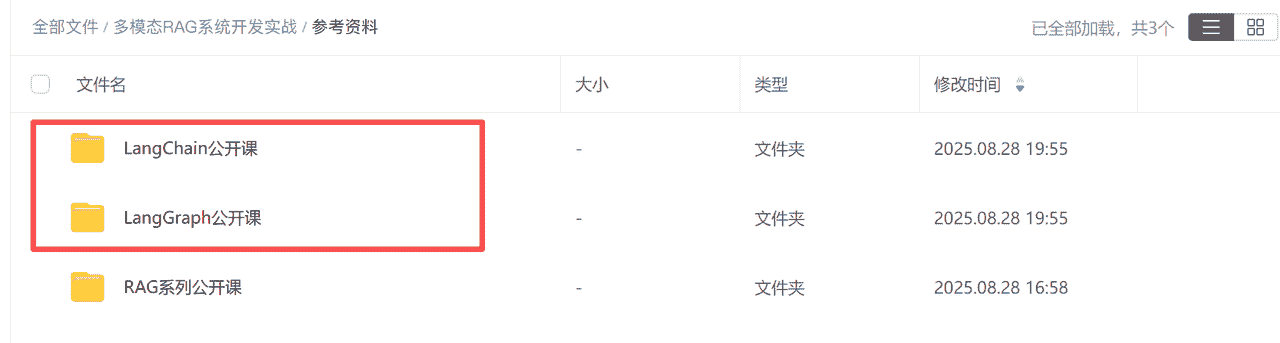 全部文件 / 多模态RAG系统开发实战 / 参考资料 已全部加载，共3个
文件名 大小 类型 修改时间
LangChain公开课 - 文件夹 2025.08.28 19:55
LangGraph公开课 - 文件夹 2025.08.28 19:55
RAG系列公开课 - 文件夹 2025.08.28 16:58